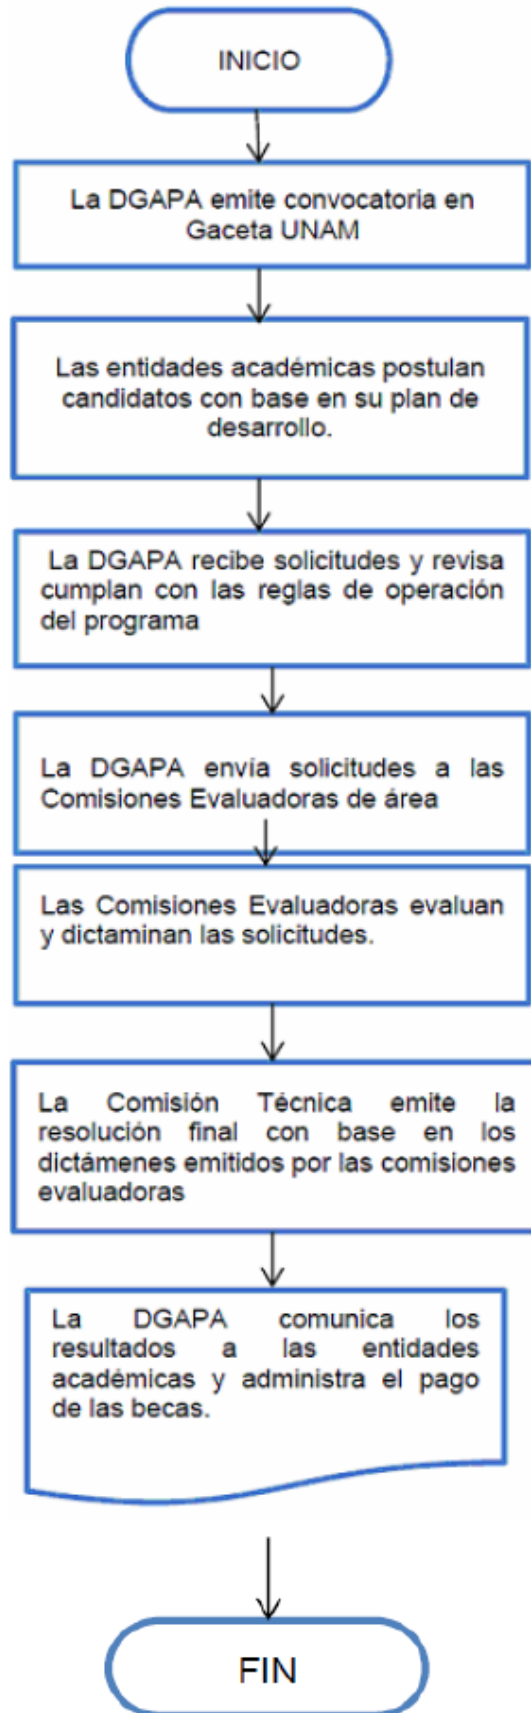 INICIO
La DGAPA emite convocatoria en
Gaceta UNAM
Las entidades académicas postulan
candidatos con base en su plan de
desarrollo.
La DGAPA recibe solicitudes y revisa
cumplan con las reglas de operación
del programa
La DGAPA envía solicitudes a las
Comisiones Evaluadoras de área
Las Comisiones Evaluadoras evaluan
y dictaminan las solicitudes.
La Comisión Técnica emite la
resolución final con base en los
dictámenes emitidos por las comisiones
evaluadoras
La DGAPA comunica los
resultados a las entidades
académicas y administra el pago
de las becas.
FIN